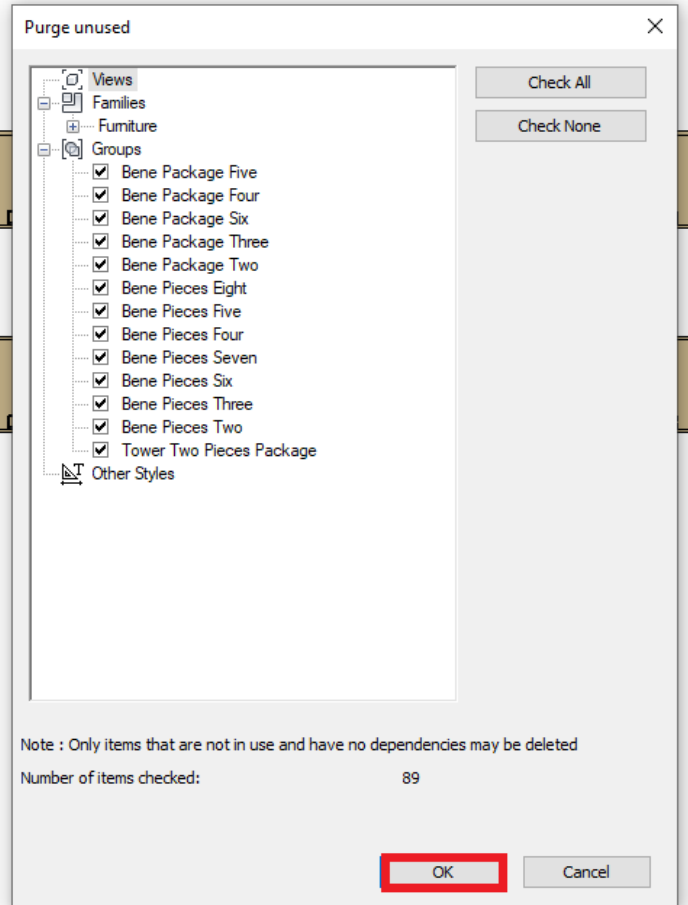 Purge unused
Views
Check All
Families
Check None
Furniture
Groups
Bene Package Five
Bene Package Four
Bene Package Six
Bene Package Three
Bene Package Two
Bene Pieces Eight
Bene Pieces Five
Bene Pieces Four
Bene Pieces Seven
Bene Pieces Six
Bene Pieces Three
Bene Pieces Two
Tower Two Pieces Package
Other Styles
Note : Only items that are not in use and have no dependencies may be deleted
Number of items checked: 89
OK Cancel